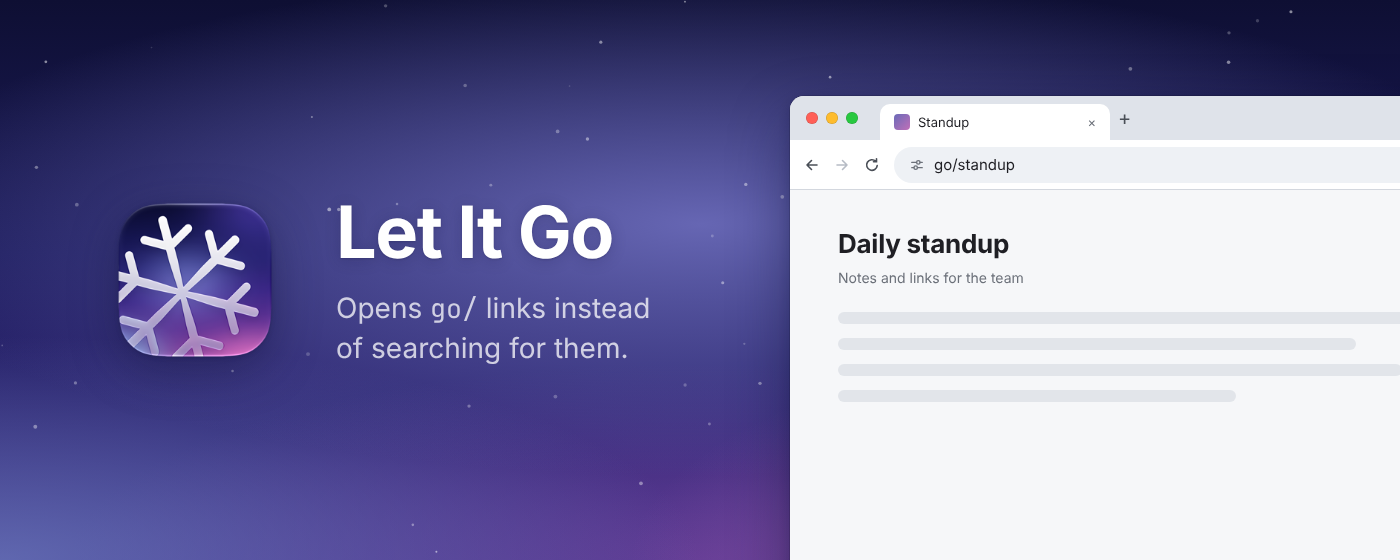 Let It Go
Opens go/ links instead
of searching for them.
Standup
go/standup
Daily standup
Notes and links for the team